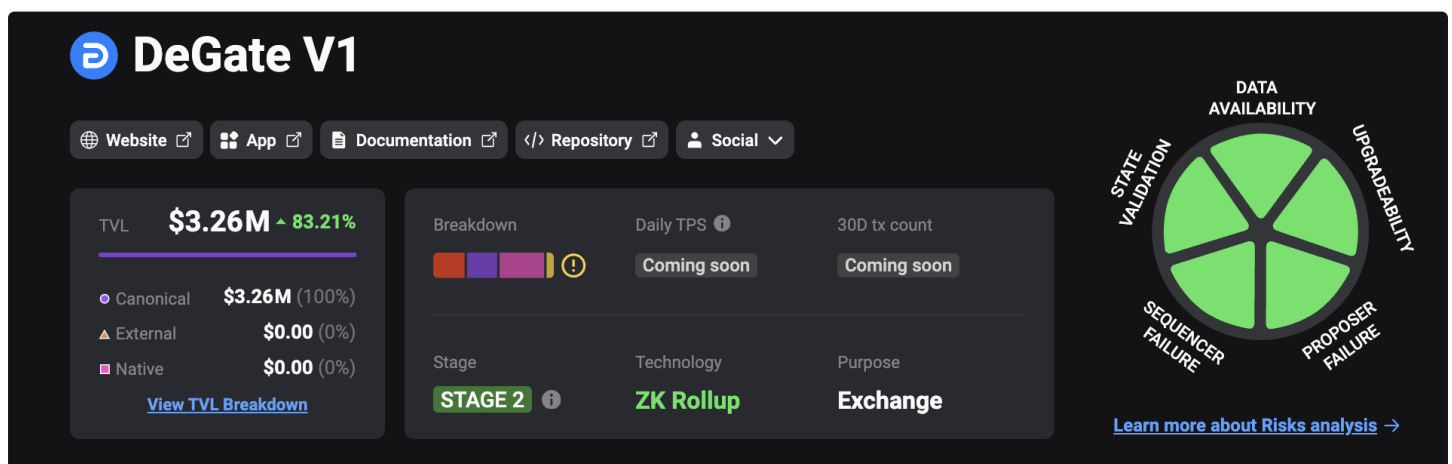 DeGate V1
Website
App
Documentation
</> Repository
Social
TVL $3.26M 83.21%
Canonical $3.26M (100%)
External $0.00 (0%)
Native $0.00 (0%)
View TVL Breakdown
Breakdown
Daily TPS
Coming soon
30D tx count
Coming soon
Stage
STAGE 2
Technology
ZK Rollup
Purpose
Exchange
DATA
AVAILABILITY
UPGRADEABILITY
PROPOSER
FAILURE
SEQUENCER
FAILURE
STATE
VALIDATION
Learn more about Risks analysis →